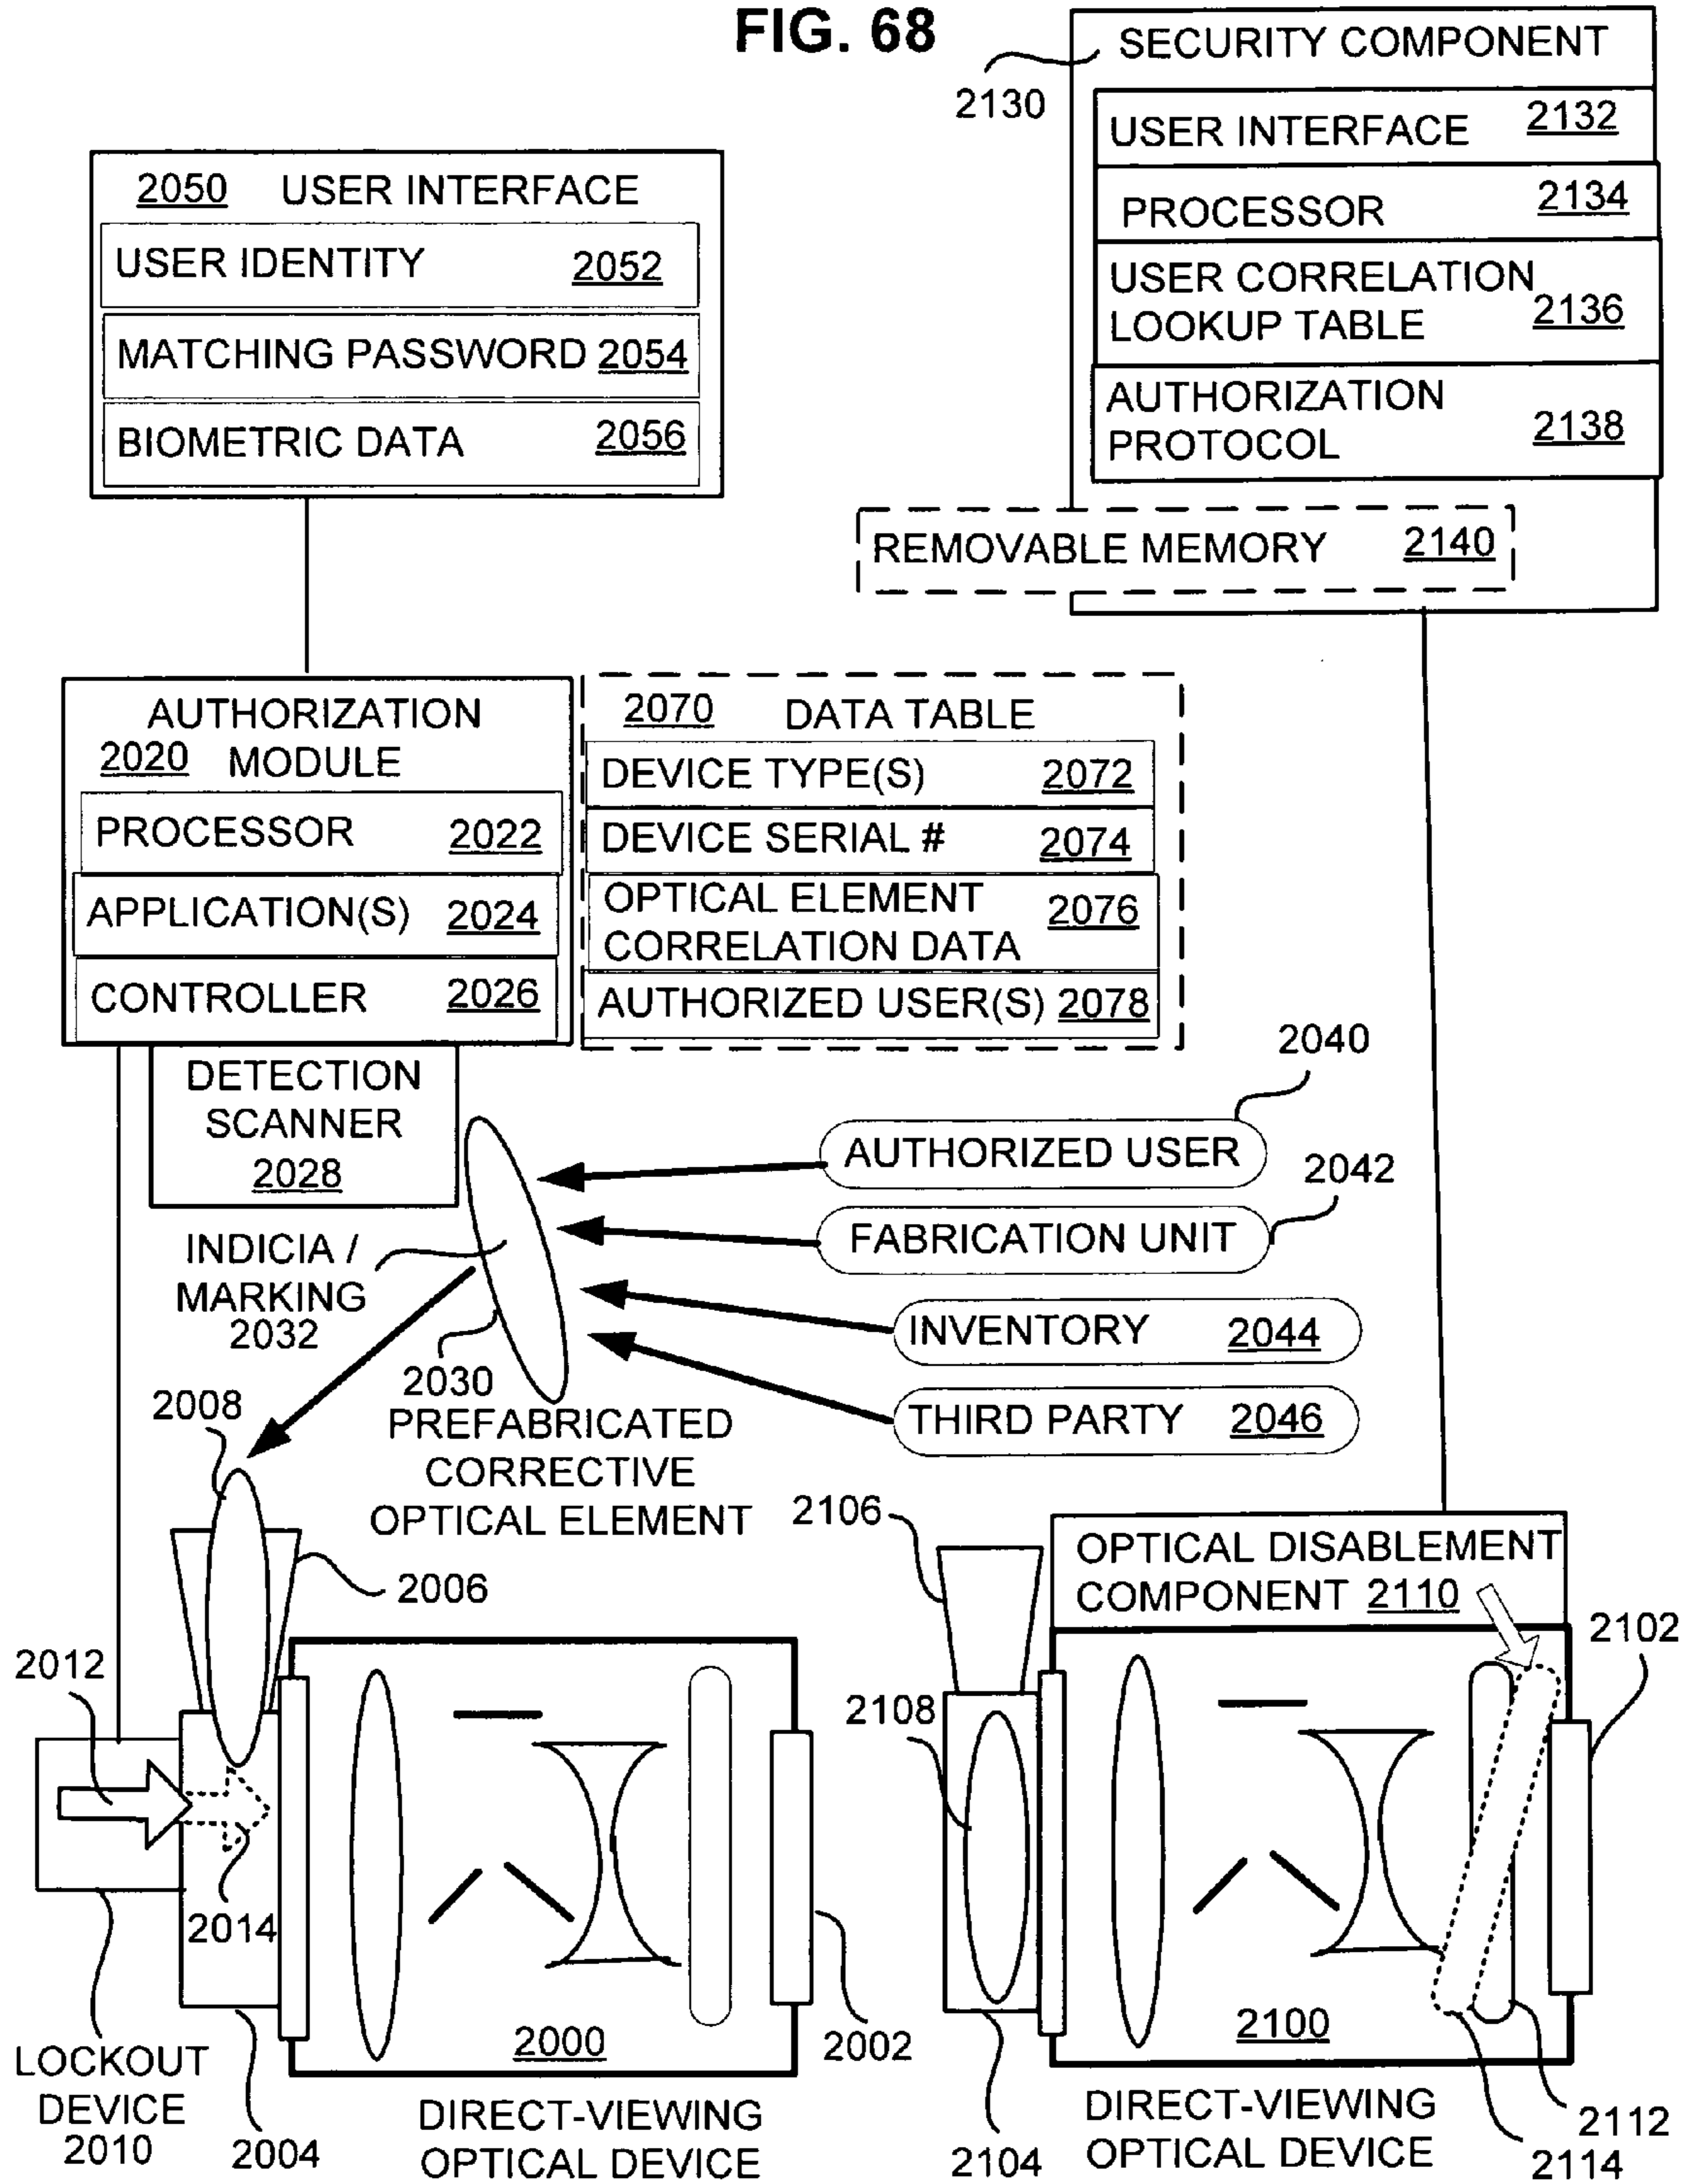 FIG. 68
SECURITY COMPONENT
2130
USER INTERFACE 2132
PROCESSOR 2134
USER CORRELATION
LOOKUP TABLE 2136
AUTHORIZATION
PROTOCOL 2138
REMOVABLE MEMORY 2140
2050 USER INTERFACE
USER IDENTITY 2052
MATCHING PASSWORD 2054
BIOMETRIC DATA 2056
AUTHORIZATION
2020 MODULE
PROCESSOR 2022
APPLICATION(S) 2024
CONTROLLER 2026
2070 DATA TABLE
DEVICE TYPE(S) 2072
DEVICE SERIAL # 2074
OPTICAL ELEMENT
CORRELATION DATA 2076
AUTHORIZED USER(S) 2078
DETECTION
SCANNER
2028
2040
AUTHORIZED USER
2042
FABRICATION UNIT
INVENTORY 2044
THIRD PARTY 2046
INDICIA /
MARKING
2032
2030
PREFABRICATED
CORRECTIVE
OPTICAL ELEMENT
2008
2006
2012
2014
LOCKOUT
DEVICE
2010
2004
2000
2002
DIRECT-VIEWING
OPTICAL DEVICE
2106
OPTICAL DISABLEMENT
COMPONENT 2110
2102
2108
2100
2104
DIRECT-VIEWING
OPTICAL DEVICE
2112
2114